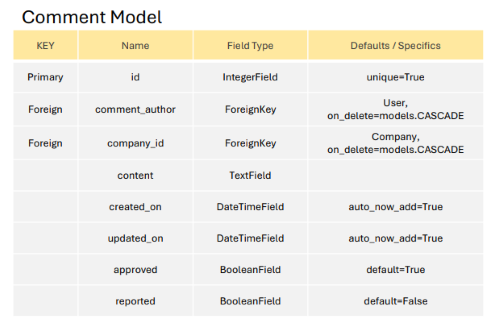 Comment Model
KEY Name Field Type Defaults / Specifics
Primary id IntegerField unique=True
Foreign comment_author ForeignKey User,
on_delete=models.CASCADE
Foreign company_id ForeignKey Company,
on_delete=models.CASCADE
content TextField
created_on DateTimeField auto_now_add=True
updated_on DateTimeField auto_now_add=True
approved BooleanField default=True
reported BooleanField default=False